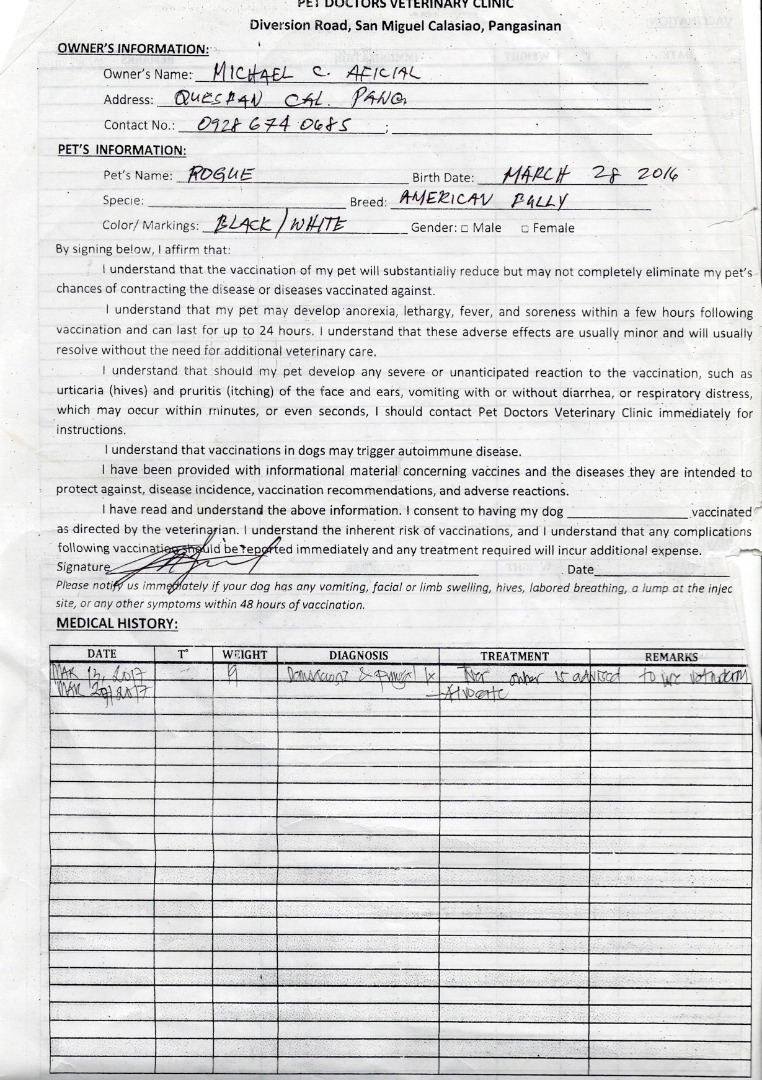 PET DOCTORS VETERINARY CLINIC
Diversion Road, San Miguel Calasiao, Pangasinan
OWNER'S INFORMATION:
Owner's Name: MICHAEL C. AFICIAL
Address: QUESBAN CAL. PANG.
Contact No.: 0928 674 0685 ;
PET'S INFORMATION:
Pet's Name: ROGUE Birth Date: MARCH 28 2016
Specie: Breed: AMERICAN BULLY
Color/ Markings: BLACK/WHITE Gender: □ Male □ Female
By signing below, I affirm that:
I understand that the vaccination of my pet will substantially reduce but may not completely eliminate my pet's
chances of contracting the disease or diseases vaccinated against.
I understand that my pet may develop anorexia, lethargy, fever, and soreness within a few hours following
vaccination and can last for up to 24 hours. I understand that these adverse effects are usually minor and will usually
resolve without the need for additional veterinary care.
I understand that should my pet develop any severe or unanticipated reaction to the vaccination, such as
urticaria (hives) and pruritis (itching) of the face and ears, vomiting with or without diarrhea, or respiratory distress,
which may occur within minutes, or even seconds, I should contact Pet Doctors Veterinary Clinic immediately for
instructions.
I understand that vaccinations in dogs may trigger autoimmune disease.
I have been provided with informational material concerning vaccines and the diseases they are intended to
protect against, disease incidence, vaccination recommendations, and adverse reactions.
I have read and understand the above information. I consent to having my dog vaccinated
as directed by the veterinarian. I understand the inherent risk of vaccinations, and I understand that any complications
following vaccination should be reported immediately and any treatment required will incur additional expense.
Signature Date
Please notify us immediately if your dog has any vomiting, facial or limb swelling, hives, labored breathing, a lump at the injec
site, or any other symptoms within 48 hours of vaccination.
MEDICAL HISTORY:
DATE T° WEIGHT DIAGNOSIS TREATMENT REMARKS
MAR 13, 2017 & Fungal owner is advised to use
MAR 20, 2017 - Advocate